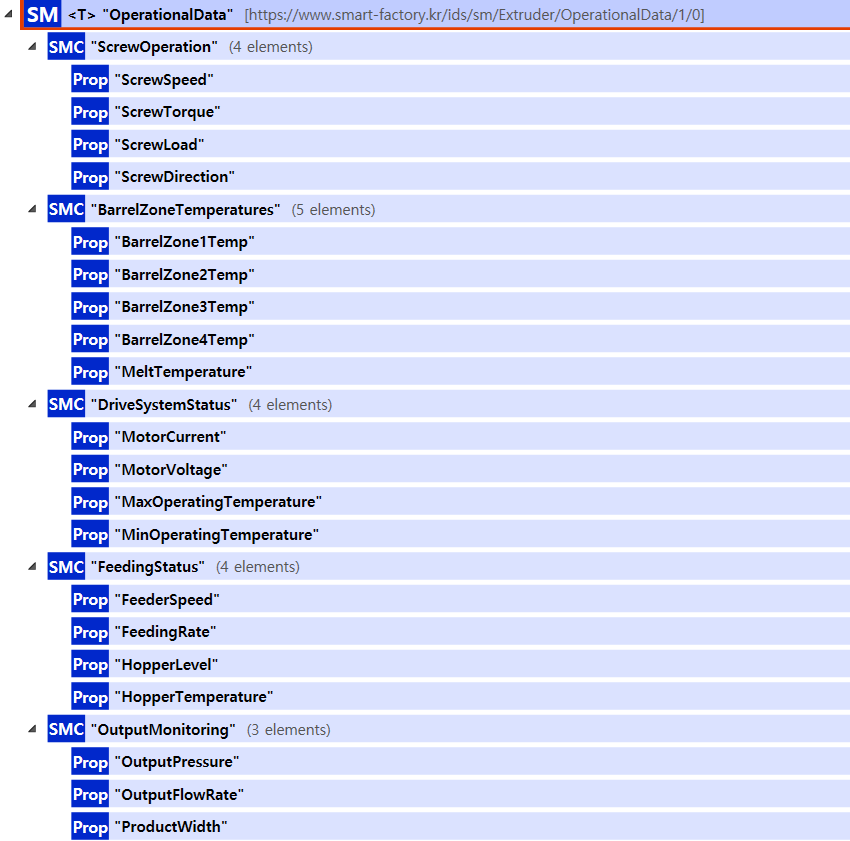 SM <T> "OperationalData" [https://www.smart-factory.kr/ids/sm/Extruder/OperationalData/1/0]
SMC "ScrewOperation" (4 elements)
Prop "ScrewSpeed"
Prop "ScrewTorque"
Prop "ScrewLoad"
Prop "ScrewDirection"
SMC "BarrelZoneTemperatures" (5 elements)
Prop "BarrelZone1Temp"
Prop "BarrelZone2Temp"
Prop "BarrelZone3Temp"
Prop "BarrelZone4Temp"
Prop "MeltTemperature"
SMC "DriveSystemStatus" (4 elements)
Prop "MotorCurrent"
Prop "MotorVoltage"
Prop "MaxOperatingTemperature"
Prop "MinOperatingTemperature"
SMC "FeedingStatus" (4 elements)
Prop "FeederSpeed"
Prop "FeedingRate"
Prop "HopperLevel"
Prop "HopperTemperature"
SMC "OutputMonitoring" (3 elements)
Prop "OutputPressure"
Prop "OutputFlowRate"
Prop "ProductWidth"